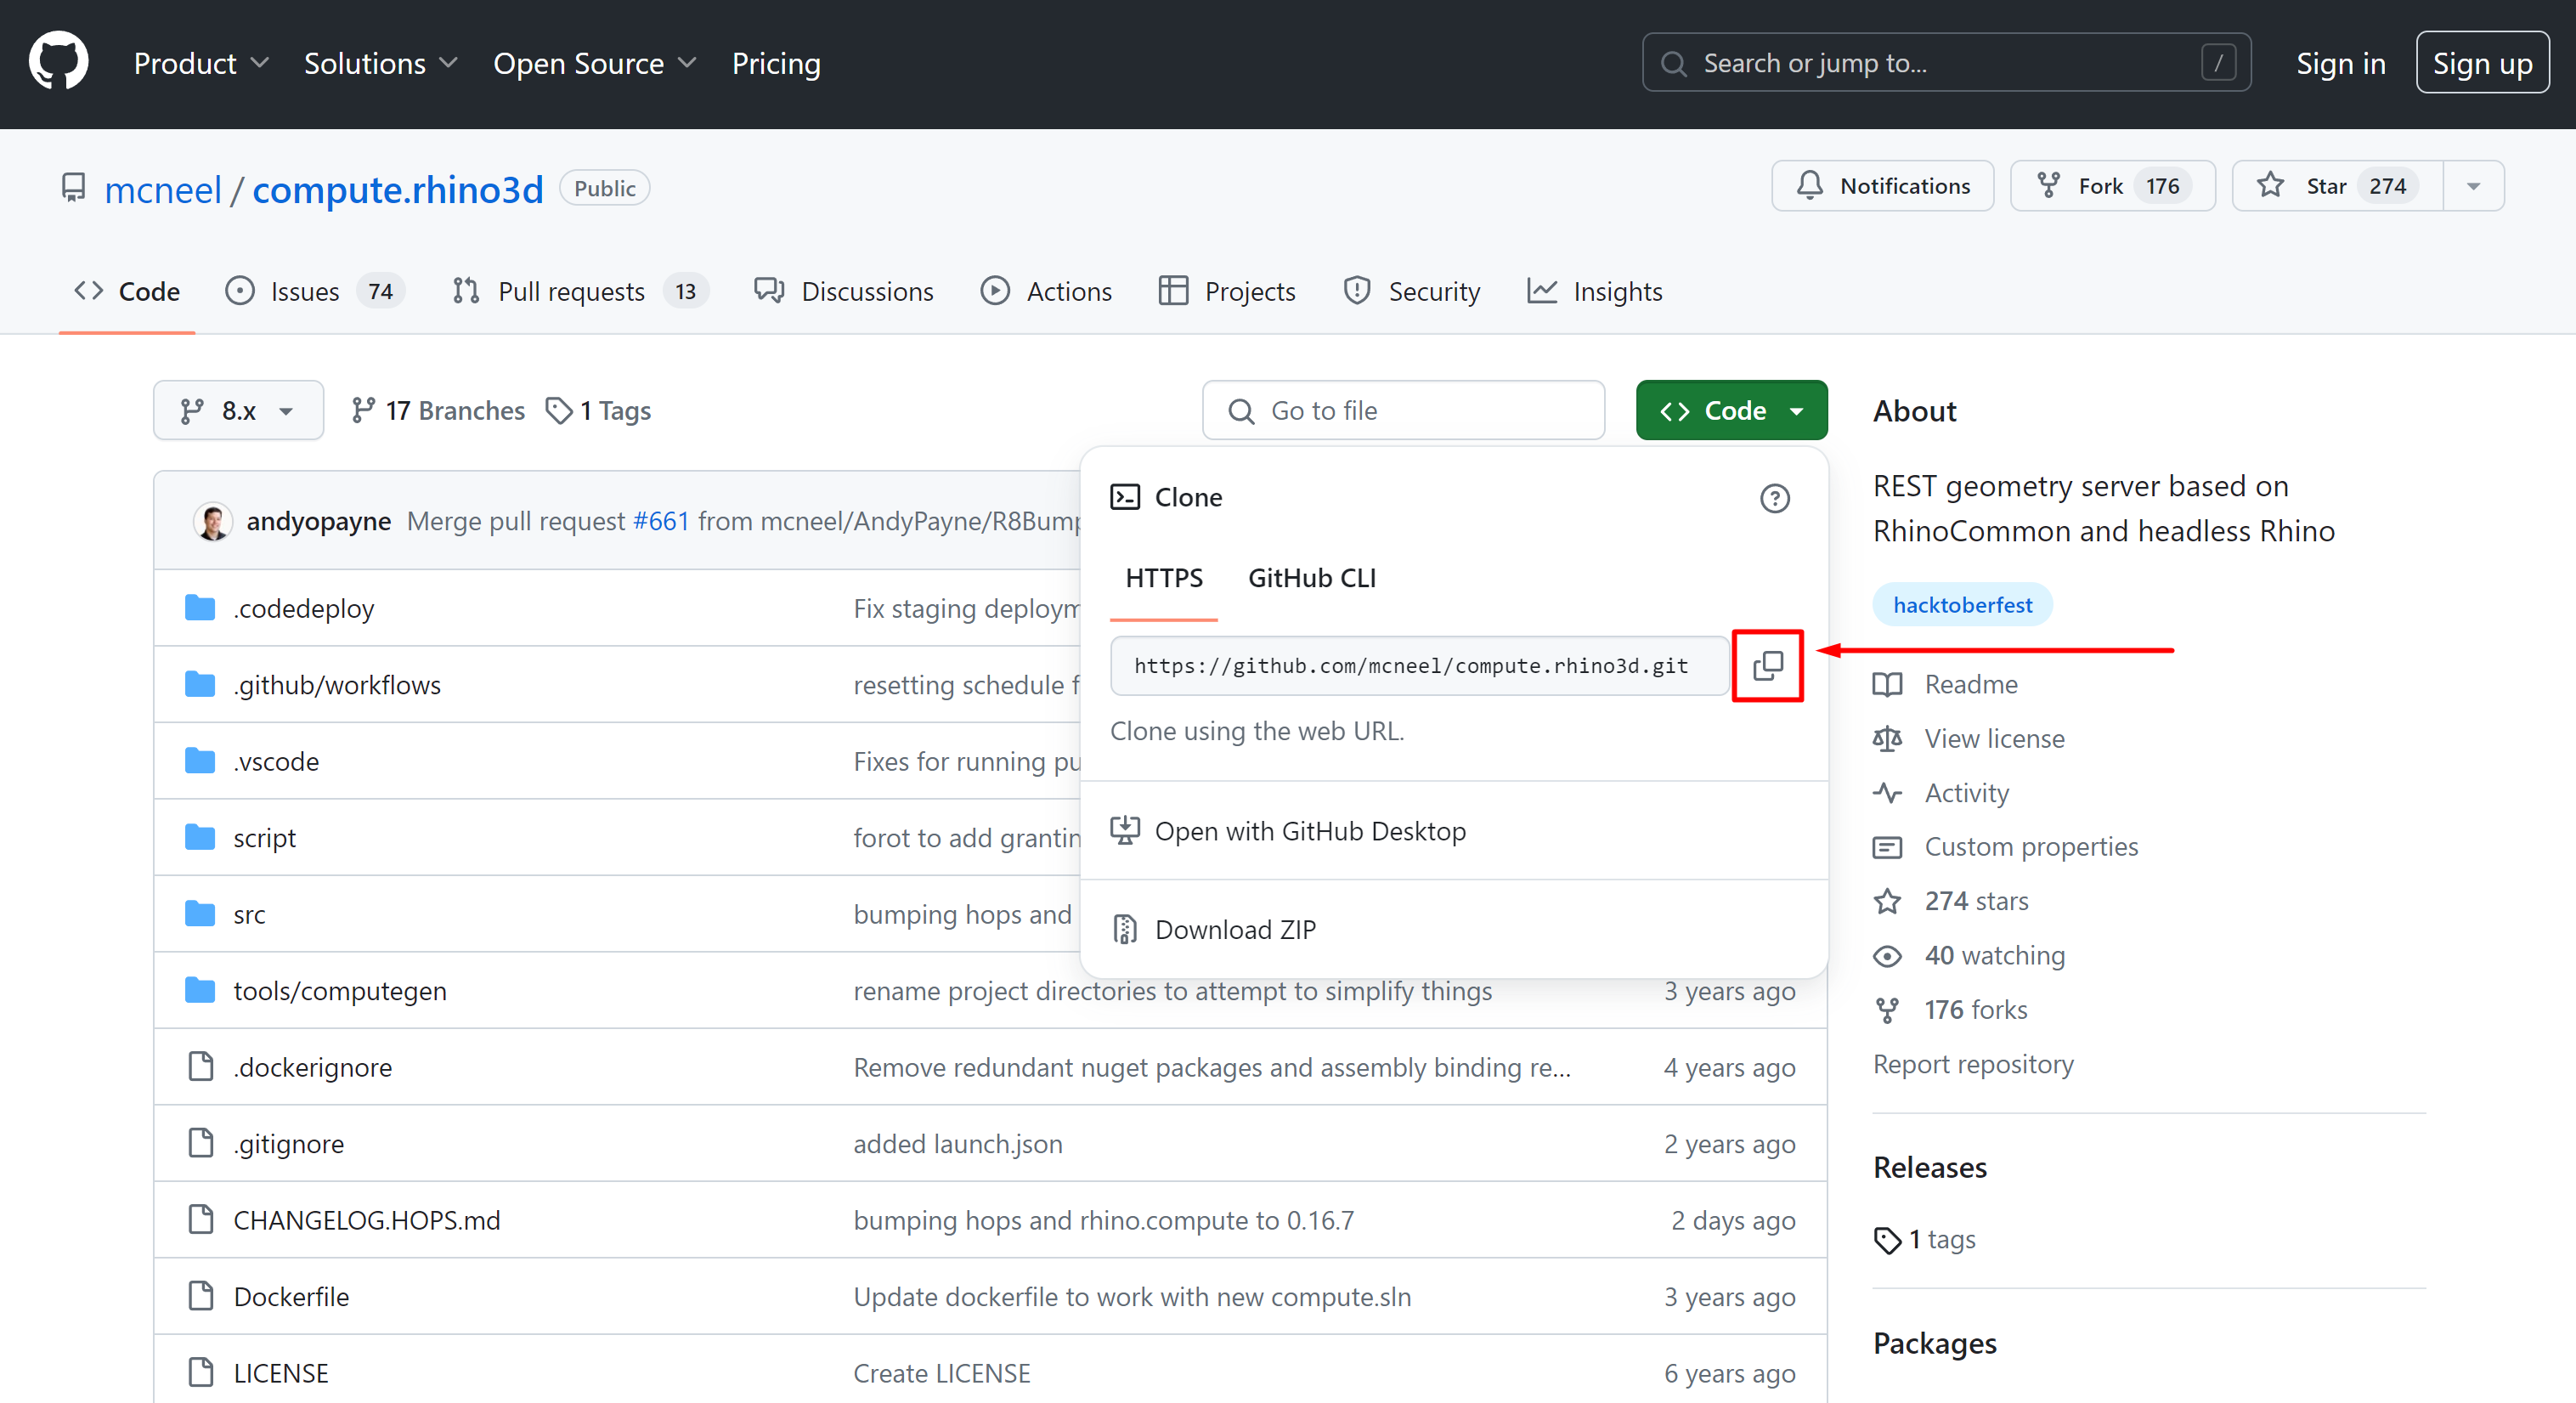 Product Solutions Open Source Pricing Search or jump to... / Sign in Sign up
mcneel / compute.rhino3d Public Notifications Fork 176 Star 274
Code Issues 74 Pull requests 13 Discussions Actions Projects Security Insights
8.x 17 Branches 1 Tags Go to file Code
andyopayne Merge pull request #661 from mcneel/AndyPayne/R8Bump
.codedeploy Fix staging deploym
.github/workflows resetting schedule f
.vscode Fixes for running pu
script forot to add grantin
src bumping hops and
tools/computegen rename project directories to attempt to simplify things 3 years ago
.dockerignore Remove redundant nuget packages and assembly binding re... 4 years ago
.gitignore added launch.json 2 years ago
CHANGELOG.HOPS.md bumping hops and rhino.compute to 0.16.7 2 days ago
Dockerfile Update dockerfile to work with new compute.sln 3 years ago
LICENSE Create LICENSE 6 years ago
Clone
HTTPS GitHub CLI
https://github.com/mcneel/compute.rhino3d.git
Clone using the web URL.
Open with GitHub Desktop
Download ZIP
About
REST geometry server based on
RhinoCommon and headless Rhino
hacktoberfest
Readme
View license
Activity
Custom properties
274 stars
40 watching
176 forks
Report repository
Releases
1 tags
Packages